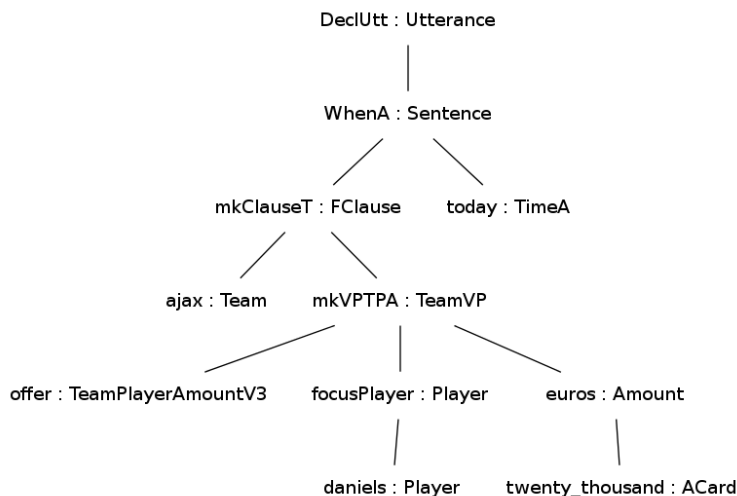 DeclUtt : Utterance
WhenA : Sentence
mkClauseT : FClause today : TimeA
ajax : Team mkVPTPA : TeamVP
offer : TeamPlayerAmountV3 focusPlayer : Player euros : Amount
daniels : Player twenty_thousand : ACard